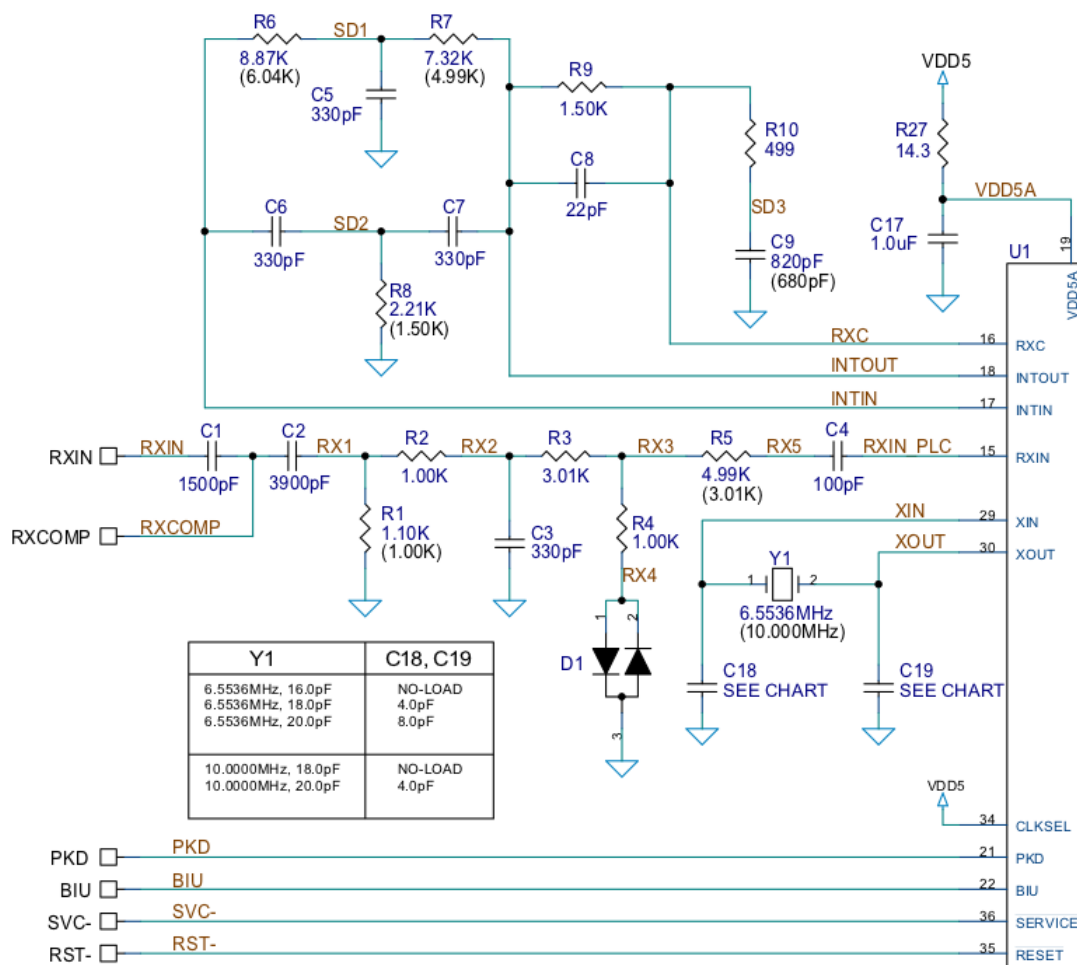 R6
SD1
R7
8.87K
(6.04K)
7.32K
(4.99K)
C5
330pF
R9
1.50K
VDD5
R10
499
R27
14.3
C8
22pF
VDD5A
C6
330pF
SD2
C7
330pF
SD3
C9
820pF
(680pF)
C17
1.0uF
19
U1
VDD5A
R8
2.21K
(1.50K)
RXC
16
RXC
INTOUT
18
INTOUT
INTIN
17
INTIN
RXIN
RXIN
C1
1500pF
C2
3900pF
RX1
R2
1.00K
RX2
R3
3.01K
RX3
R5
4.99K
(3.01K)
RX5
C4
100pF
RXIN_PLC
15
RXIN
RXCOMP
RXCOMP
R1
1.10K
(1.00K)
C3
330pF
R4
1.00K
RX4
XIN
29
XIN
XOUT
30
XOUT
Y1
1
2
6.5536MHz
(10.000MHz)
D1
1
2
3
C18
SEE CHART
C19
SEE CHART
Y1
C18, C19
6.5536MHz, 16.0pF NO-LOAD
6.5536MHz, 18.0pF 4.0pF
6.5536MHz, 20.0pF 8.0pF
10.0000MHz, 18.0pF NO-LOAD
10.0000MHz, 20.0pF 4.0pF
VDD5
34
CLKSEL
PKD
PKD
21
PKD
BIU
BIU
22
BIU
SVC-
SVC-
36
SERVICE
RST-
RST-
35
RESET